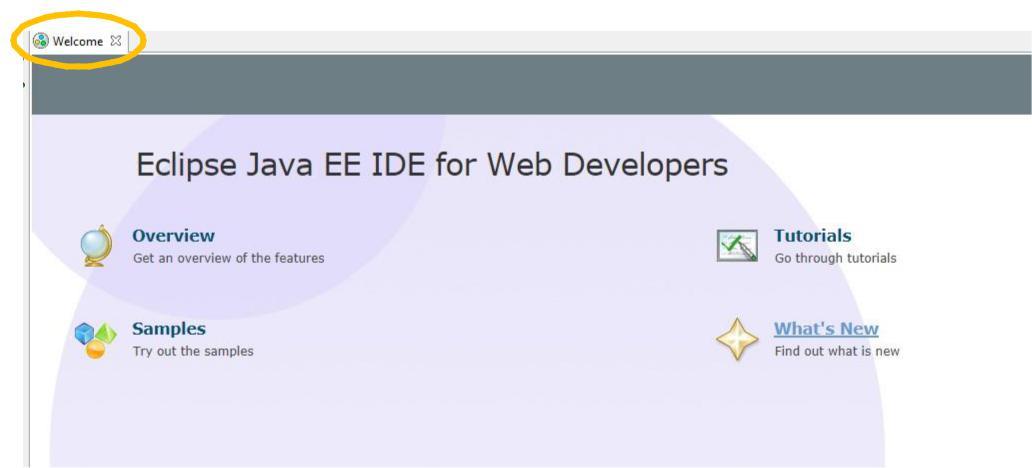 Welcome
Eclipse Java EE IDE for Web Developers
Overview
Get an overview of the features
Tutorials
Go through tutorials
Samples
Try out the samples
What's New
Find out what is new